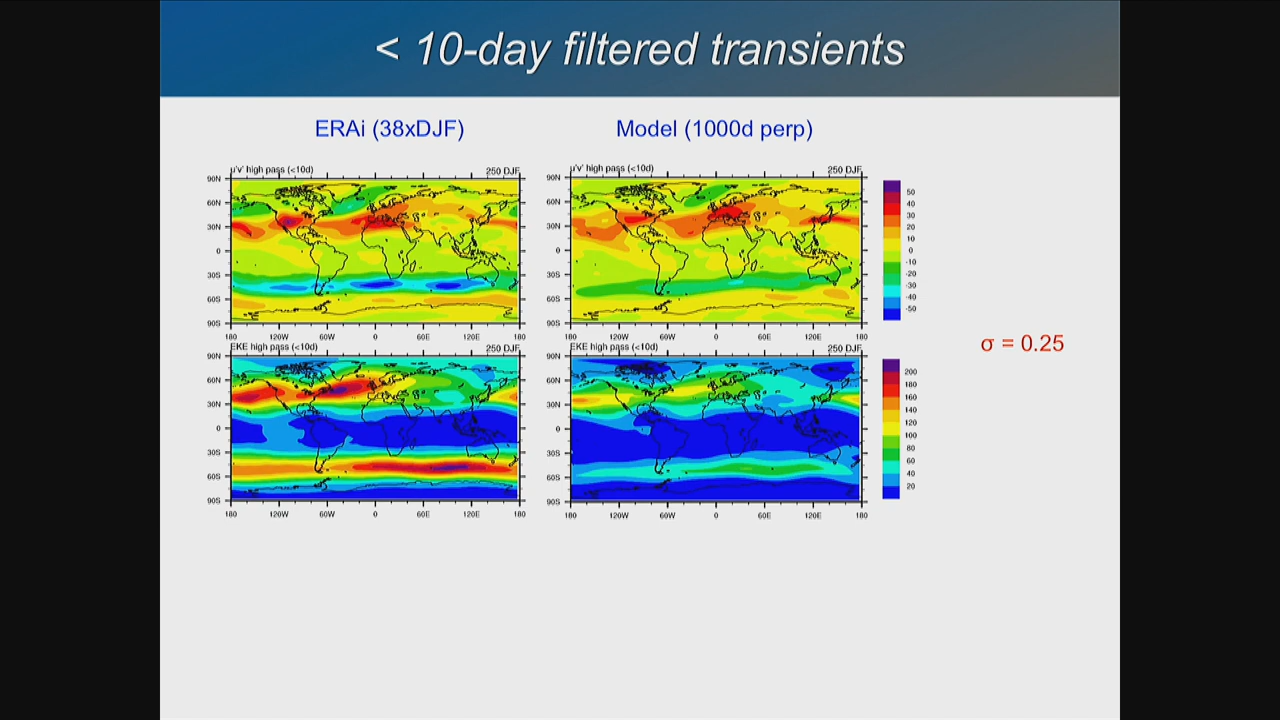 < 10-day filtered transients
ERAi (38xDJF)
Model (1000d perp)
u'v' high pass (<10d)
250 DJF
90N
60N
30N
0
30S
60S
90S
180
120W
60W
0
60E
120E
180
u'v' high pass (<10d)
250 DJF
90N
60N
30N
0
30S
60S
90S
180
120W
60W
0
60E
120E
180
50
40
30
20
10
0
-10
-20
-30
-40
-50
σ = 0.25
EKE high pass (<10d)
250 DJF
90N
60N
30N
0
30S
60S
90S
180
120W
60W
0
60E
120E
180
EKE high pass (<10d)
250 DJF
90N
60N
30N
0
30S
60S
90S
180
120W
60W
0
60E
120E
180
200
180
160
140
120
100
80
60
40
20